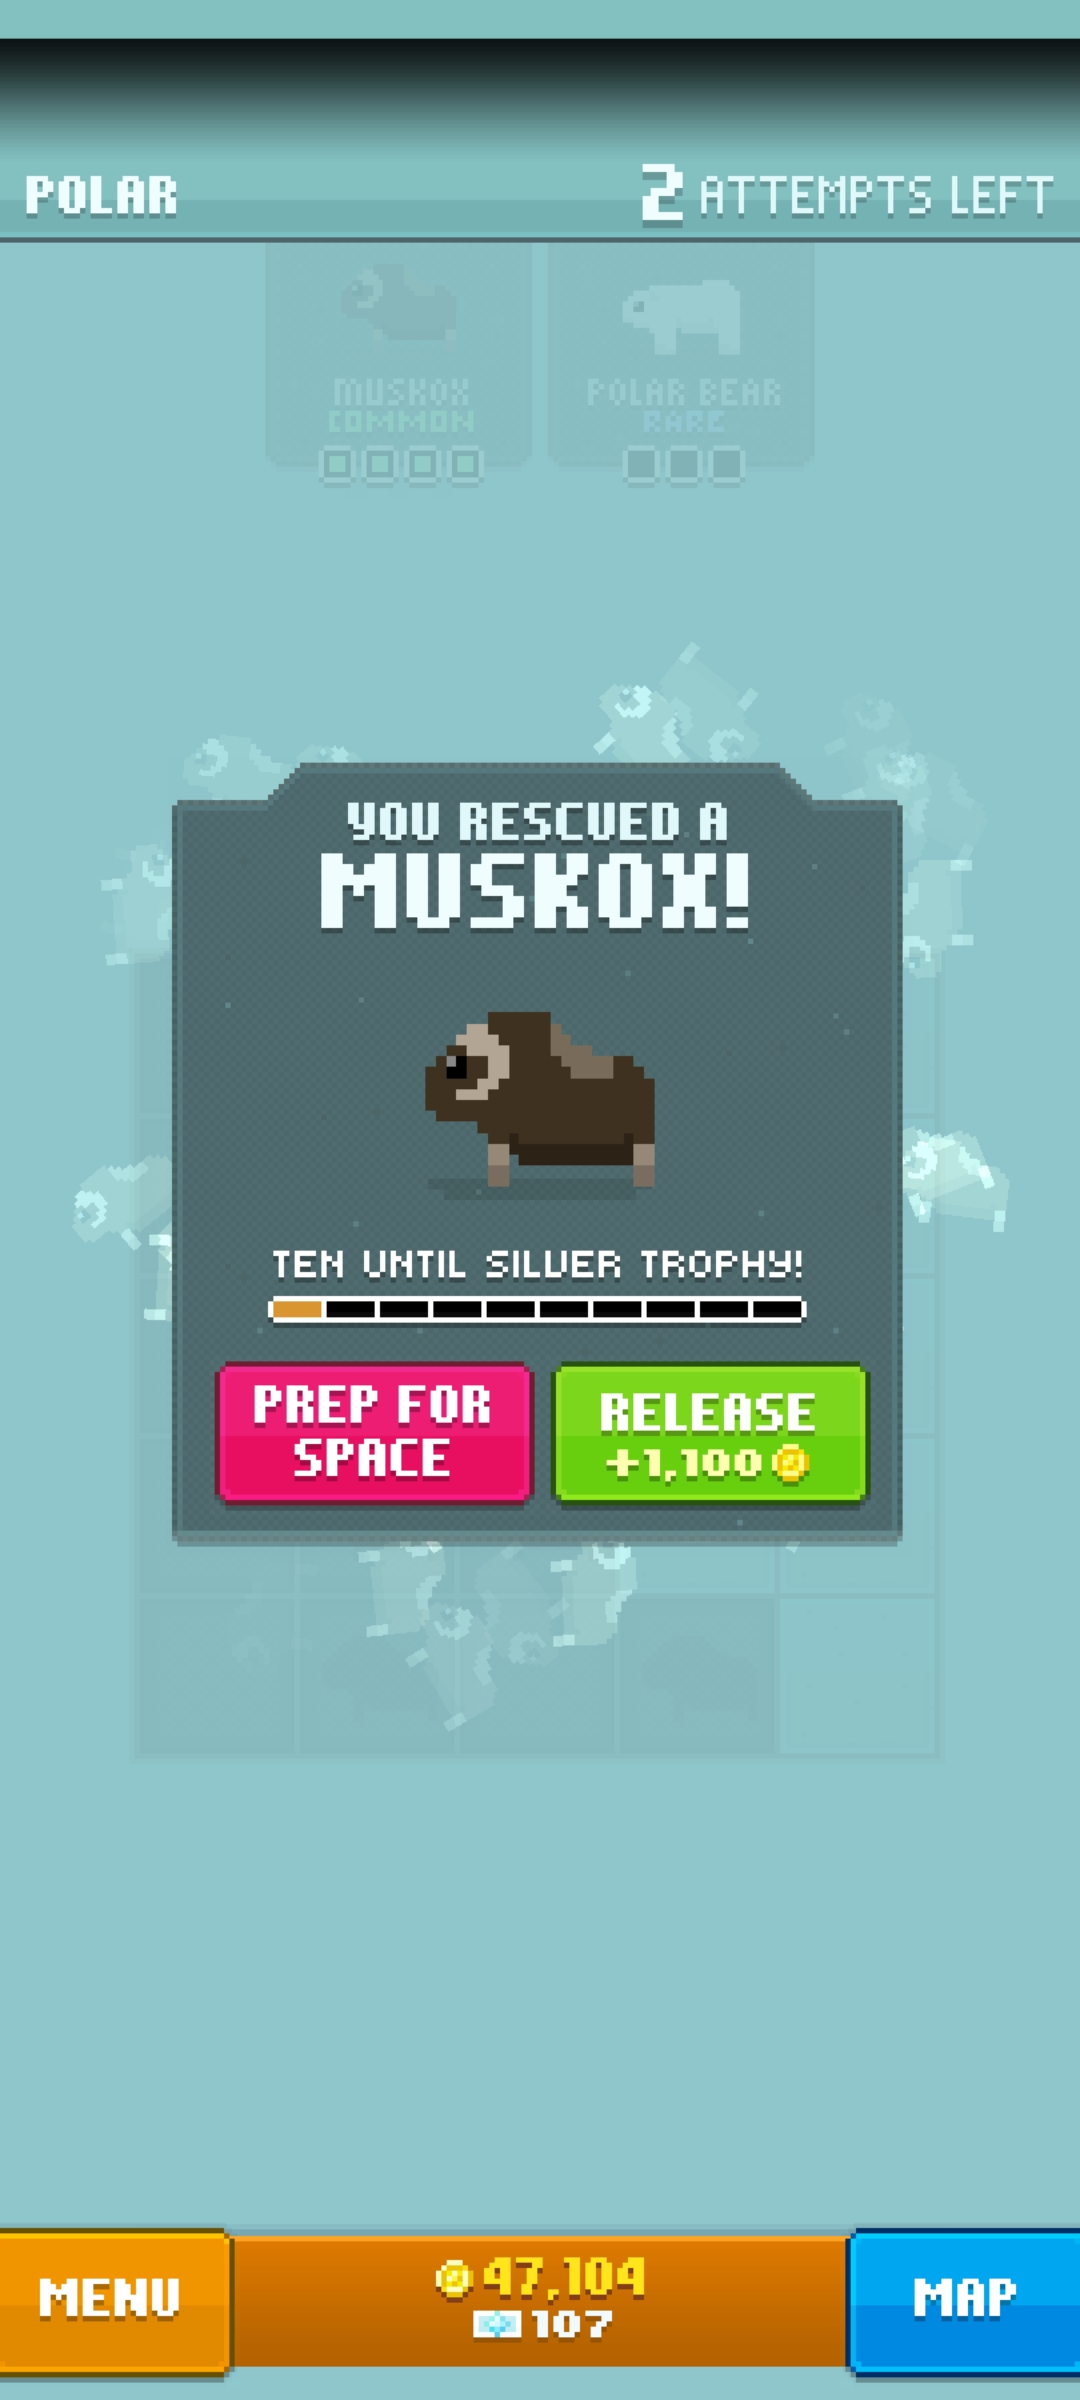 POLAR
2 ATTEMPTS LEFT
MUSKOX
COMMON
POLAR BEAR
RARE
YOU RESCUED A
MUSKOX!
TEN UNTIL SILVER TROPHY!
PREP FOR
SPACE
RELEASE
+1,100
MENU
47,104
107
MAP